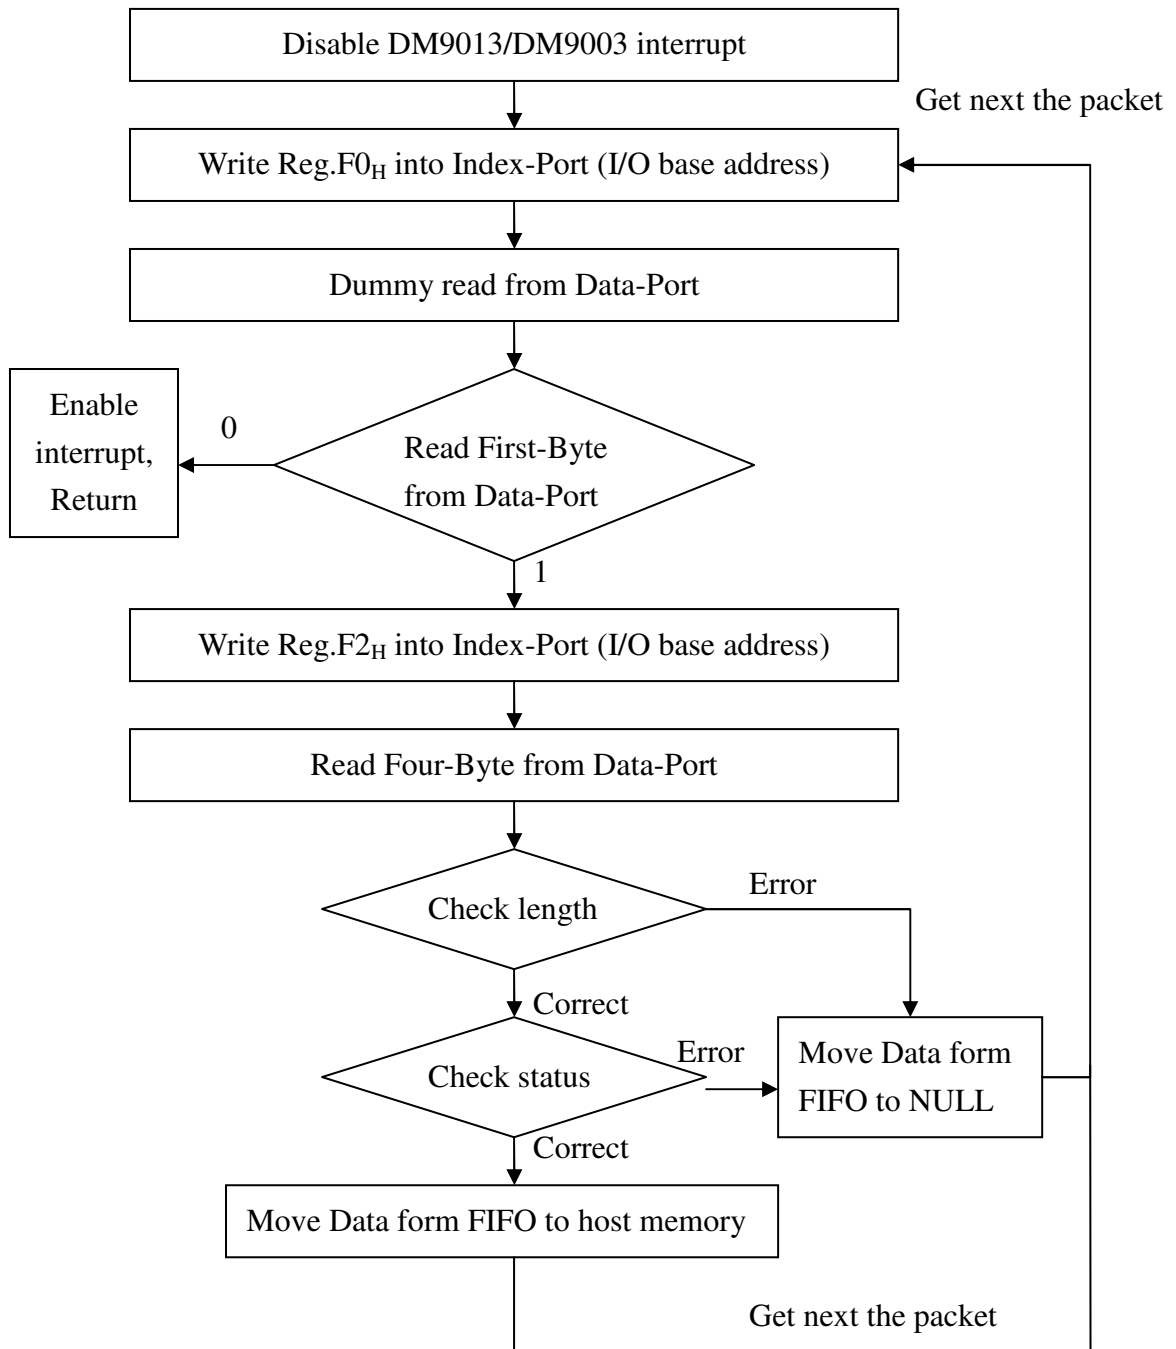 Disable DM9013/DM9003 interrupt
Get next the packet
Write Reg.F0H into Index-Port (I/O base address)
Dummy read from Data-Port
Enable
interrupt,
Return
0
Read First-Byte
from Data-Port
1
Write Reg.F2H into Index-Port (I/O base address)
Read Four-Byte from Data-Port
Check length
Error
Correct
Check status
Error
Move Data form
FIFO to NULL
Correct
Move Data form FIFO to host memory
Get next the packet